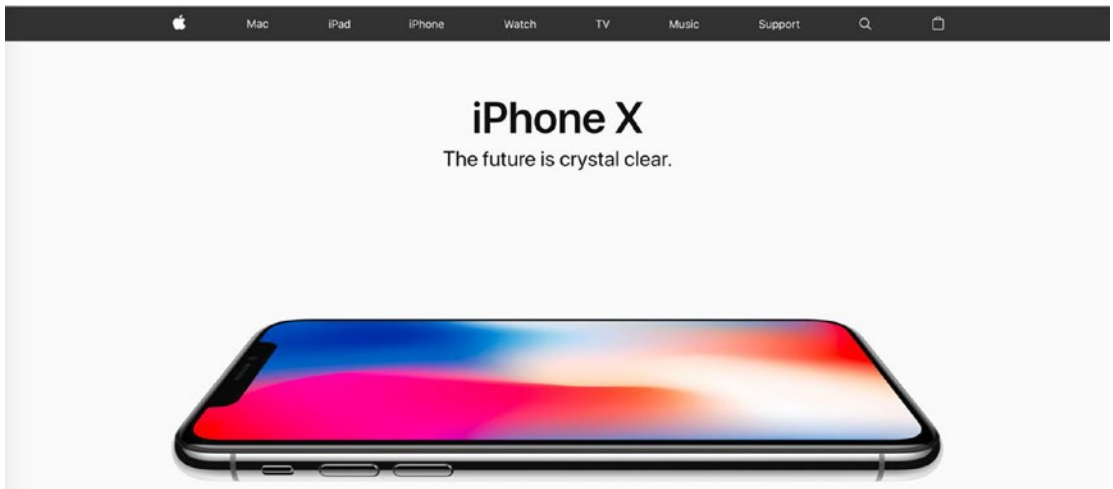 Mac iPad iPhone Watch TV Music Support
iPhone X
The future is crystal clear.